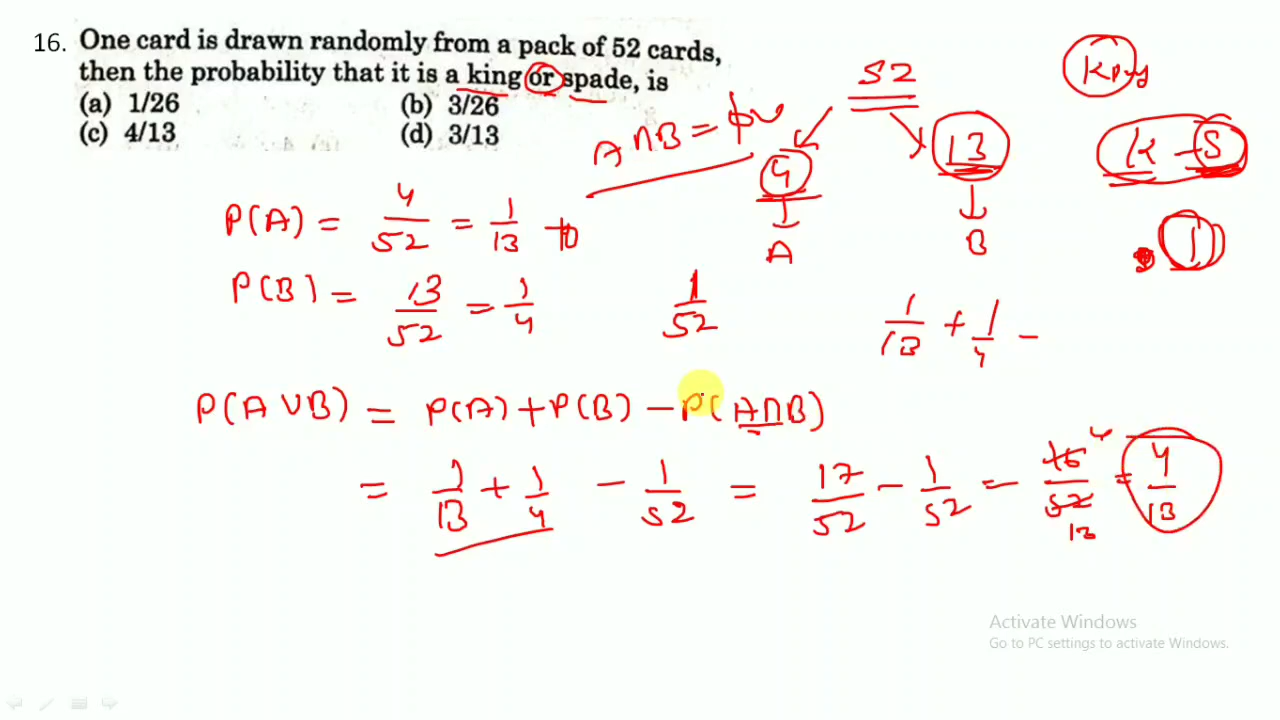 16. One card is drawn randomly from a pack of 52 cards,
then the probability that it is a king or spade, is
(a) 1/26 (b) 3/26
(c) 4/13 (d) 3/13
52
4 13
A B
A∩B = ϕ
K - S
1
P(A) = 4/52 = 1/13 +
P(B) = 13/52 = 1/4
1/52
1/13 + 1/4 -
P(A∪B) = P(A) + P(B) - P(A∩B)
= 1/13 + 1/4 - 1/52 = 17/52 - 1/52 = 16/52 = 4/13
4
13
Activate Windows
Go to PC settings to activate Windows.